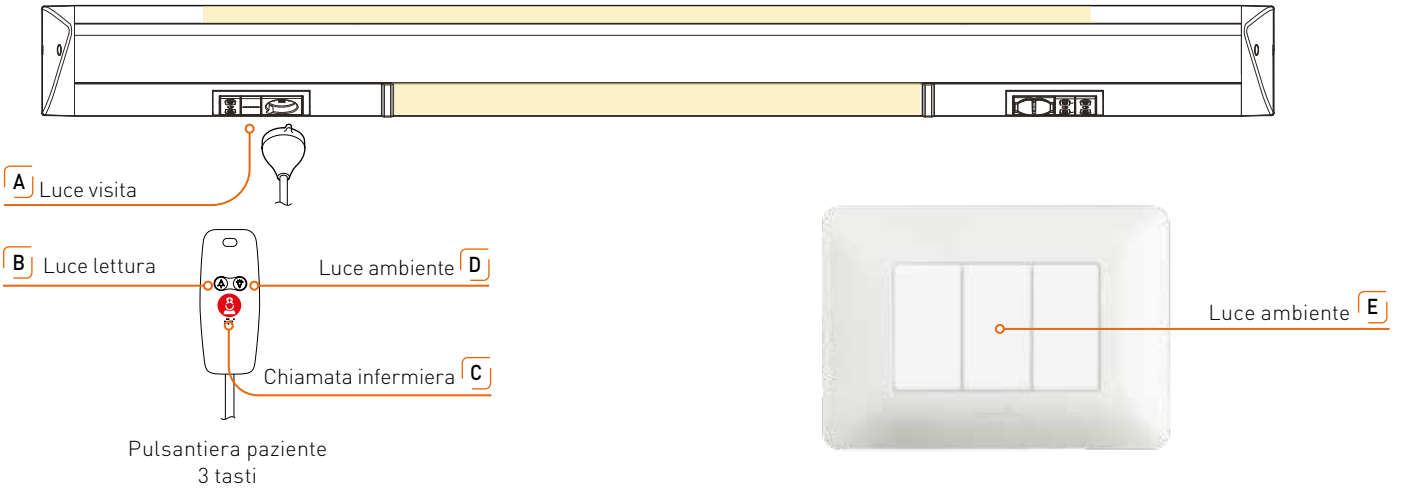 A Luce visita
B Luce lettura
Luce ambiente D
Chiamata infermiera C
Pulsantiera paziente
3 tasti
Luce ambiente E